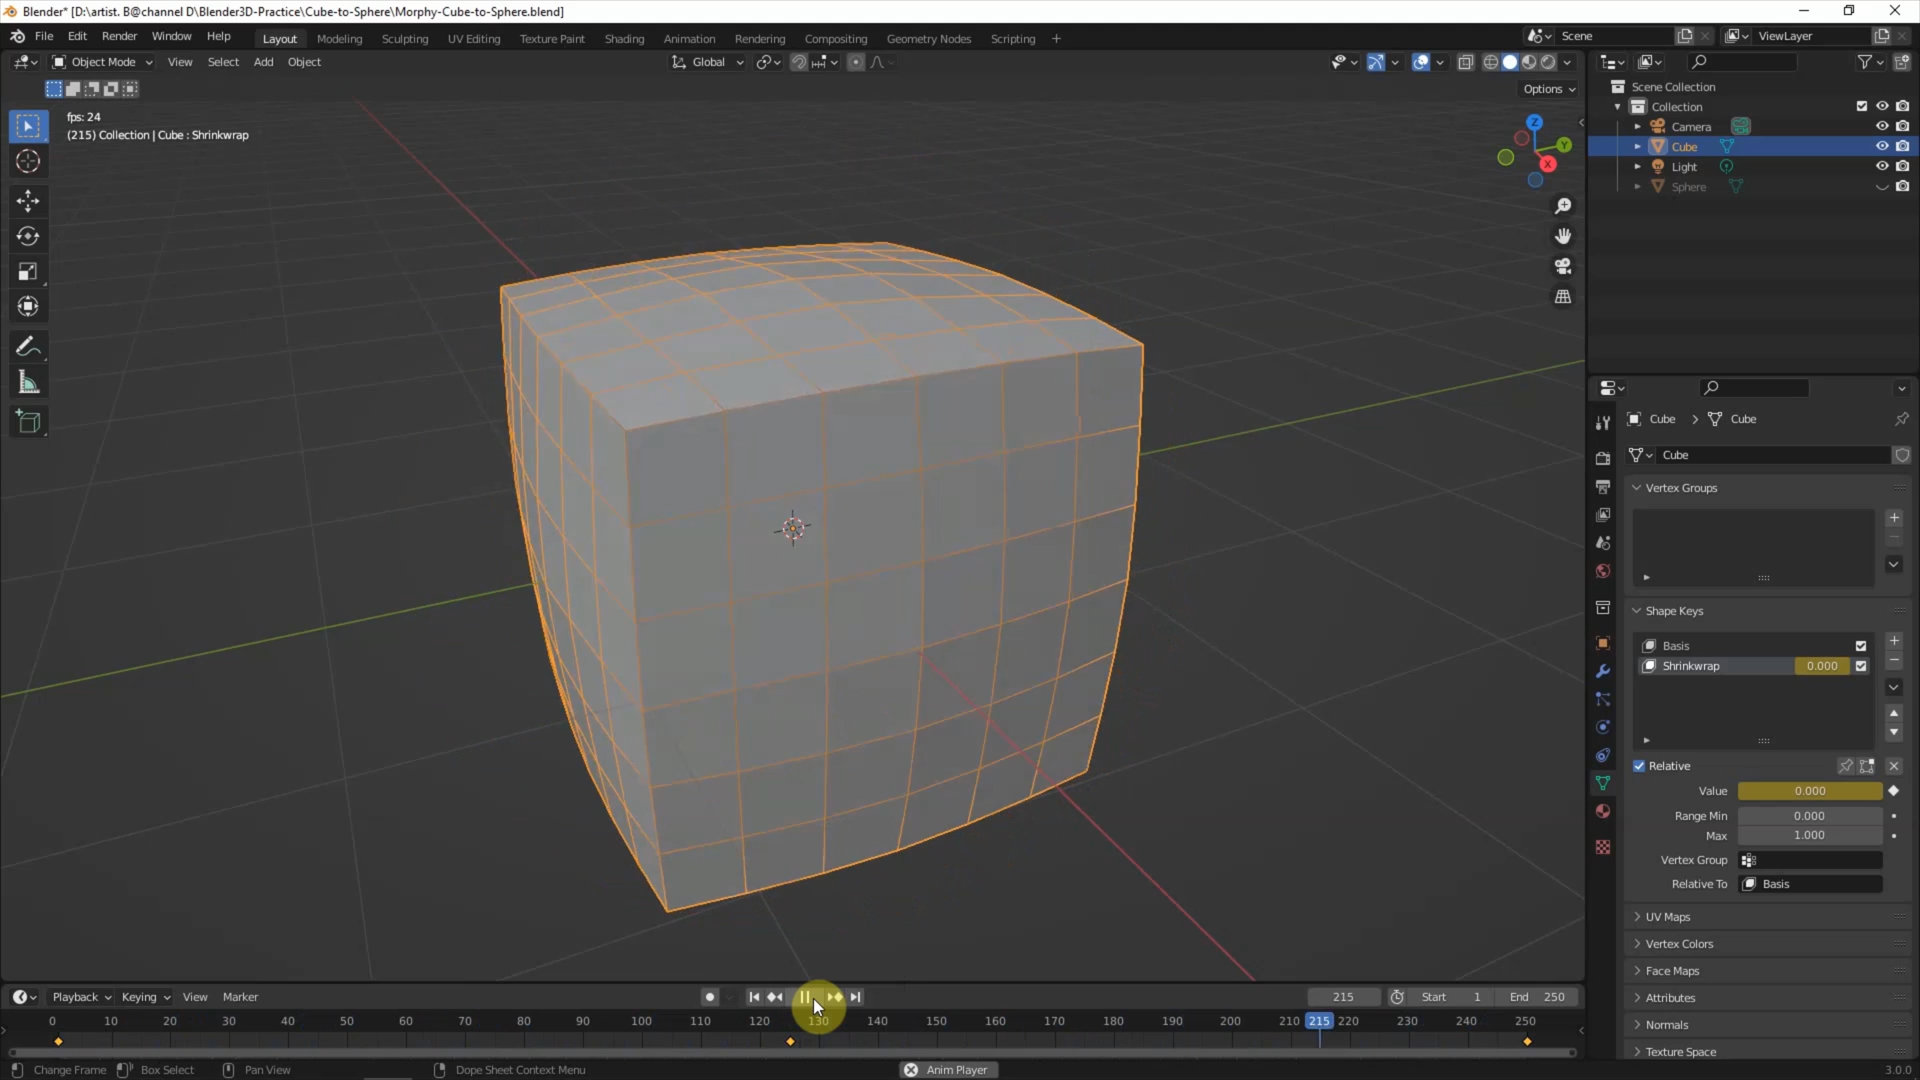 Blender* [D:\artist. B@channel D\Blender3D-Practice\Cube-to-Sphere\Morphy-Cube-to-Sphere.blend]
File Edit Render Window Help Layout Modeling Sculpting UV Editing Texture Paint Shading Animation Rendering Compositing Geometry Nodes Scripting + Scene ViewLayer
Object Mode View Select Add Object Global
Options
fps: 24
(215) Collection | Cube : Shrinkwrap
Z
Y
X
Scene Collection
Collection
Camera
Cube
Light
Sphere
Cube > Cube
Cube
Vertex Groups
Shape Keys
Basis
Shrinkwrap 0.000
Relative
Value 0.000
Range Min 0.000
Max 1.000
Vertex Group
Relative To Basis
UV Maps
Vertex Colors
Face Maps
Attributes
Normals
Texture Space
Playback Keying View Marker 215 Start 1 End 250
0 10 20 30 40 50 60 70 80 90 100 110 120 130 140 150 160 170 180 190 200 210 215 220 230 240 250
Change Frame Box Select Pan View Dope Sheet Context Menu Anim Player 3.0.0